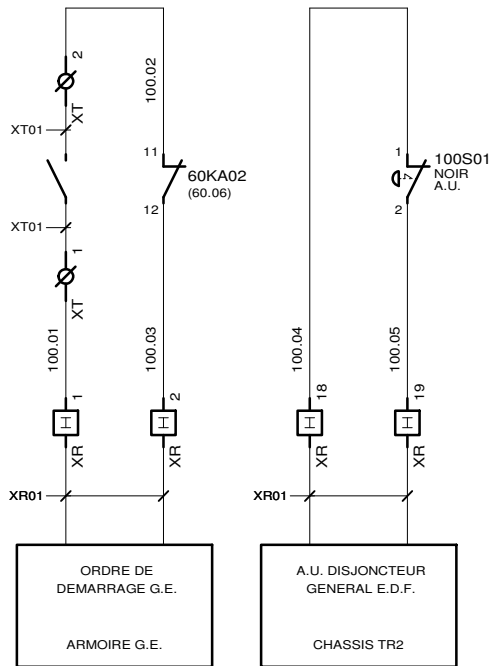 2
XT
100.02
XT01
11
60KA02
(60.06)
12
1
100S01
NOIR
A.U.
2
XT01
1
XT
100.01
100.03
100.04
100.05
1
2
18
19
H
H
H
H
XR
XR
XR
XR
XR01
XR01
ORDRE DE
DEMARRAGE G.E.
ARMOIRE G.E.
A.U. DISJONCTEUR
GENERAL E.D.F.
CHASSIS TR2